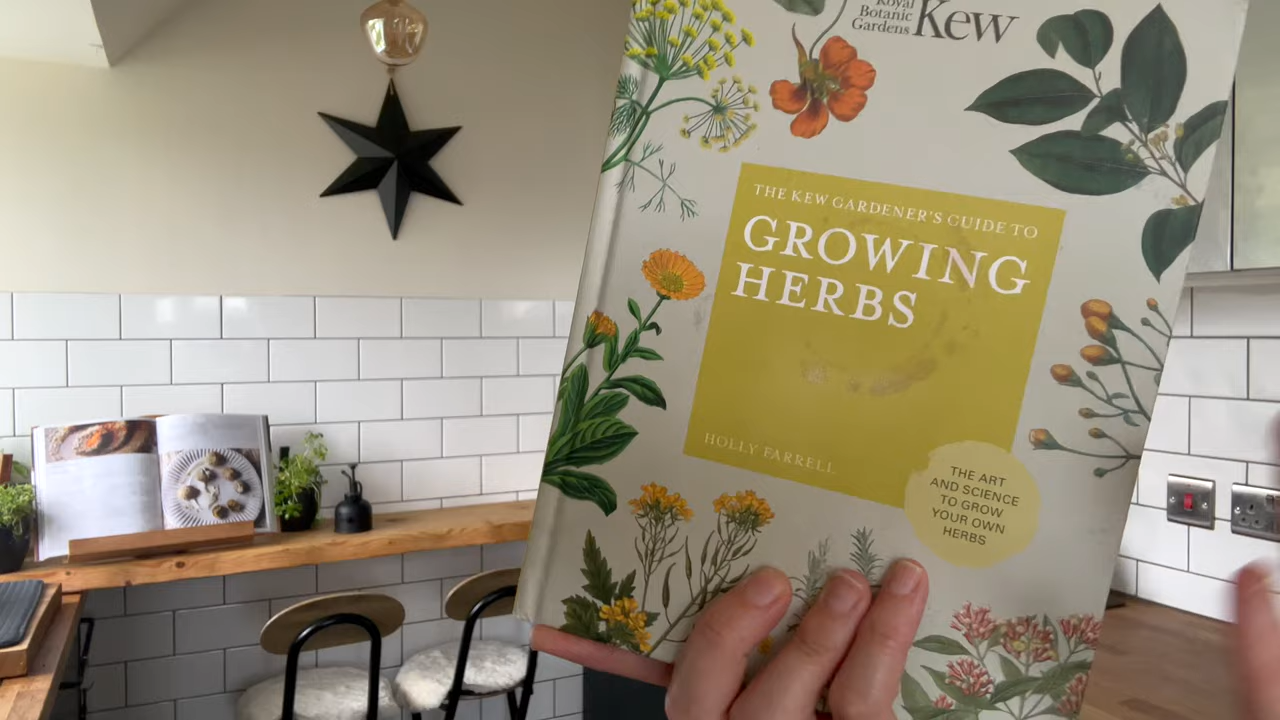 Royal
Botanic
Gardens
Kew
THE KEW GARDENER'S GUIDE TO
GROWING
HERBS
HOLLY FARRELL
THE ART
AND SCIENCE
TO GROW
YOUR OWN
HERBS